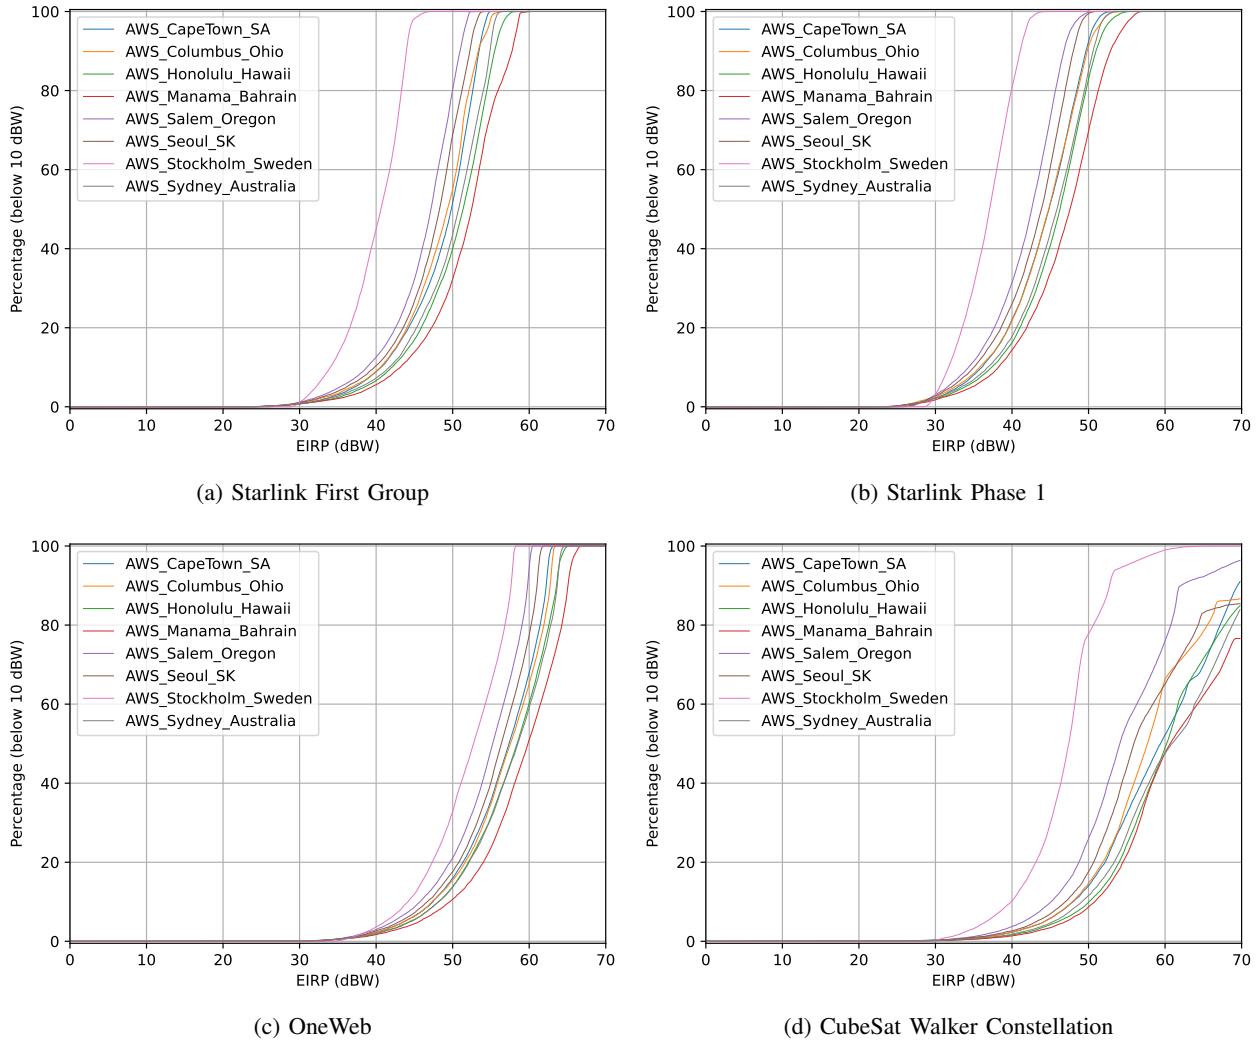 100
80
60
40
20
0
Percentage (below 10 dBW)
AWS_CapeTown_SA
AWS_Columbus_Ohio
AWS_Honolulu_Hawaii
AWS_Manama_Bahrain
AWS_Salem_Oregon
AWS_Seoul_SK
AWS_Stockholm_Sweden
AWS_Sydney_Australia
0 10 20 30 40 50 60 70
EIRP (dBW)
(a) Starlink First Group
100
80
60
40
20
0
Percentage (below 10 dBW)
AWS_CapeTown_SA
AWS_Columbus_Ohio
AWS_Honolulu_Hawaii
AWS_Manama_Bahrain
AWS_Salem_Oregon
AWS_Seoul_SK
AWS_Stockholm_Sweden
AWS_Sydney_Australia
0 10 20 30 40 50 60 70
EIRP (dBW)
(b) Starlink Phase 1
100
80
60
40
20
0
Percentage (below 10 dBW)
AWS_CapeTown_SA
AWS_Columbus_Ohio
AWS_Honolulu_Hawaii
AWS_Manama_Bahrain
AWS_Salem_Oregon
AWS_Seoul_SK
AWS_Stockholm_Sweden
AWS_Sydney_Australia
0 10 20 30 40 50 60 70
EIRP (dBW)
(c) OneWeb
100
80
60
40
20
0
Percentage (below 10 dBW)
AWS_CapeTown_SA
AWS_Columbus_Ohio
AWS_Honolulu_Hawaii
AWS_Manama_Bahrain
AWS_Salem_Oregon
AWS_Seoul_SK
AWS_Stockholm_Sweden
AWS_Sydney_Australia
0 10 20 30 40 50 60 70
EIRP (dBW)
(d) CubeSat Walker Constellation